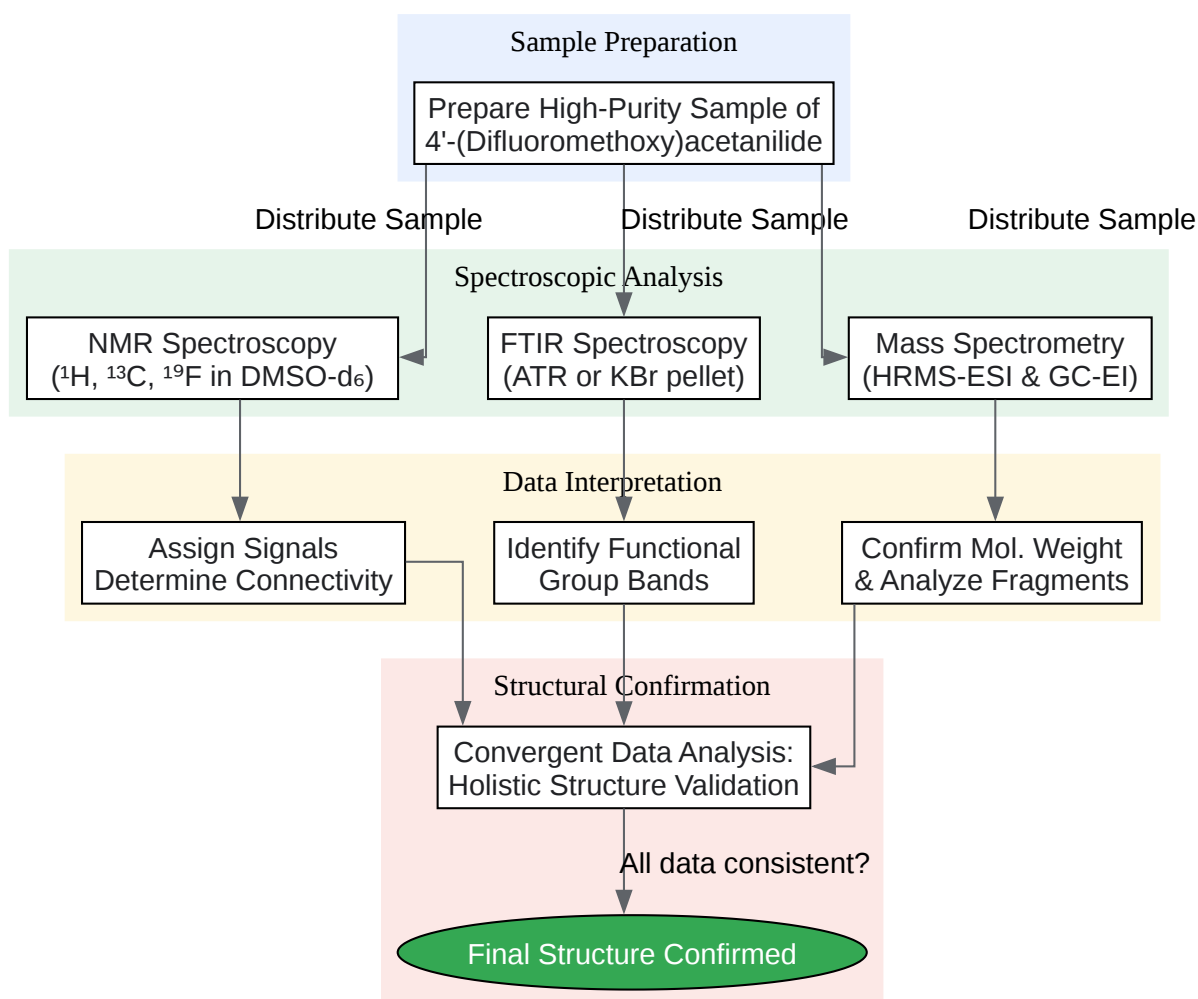 Sample Preparation
Prepare High-Purity Sample of
4'-(Difluoromethoxy)acetanilide
Distribute Sample
Distribute Sample
Distribute Sample
Spectroscopic Analysis
NMR Spectroscopy
(¹H, ¹³C, ¹⁹F in DMSO-d₆)
FTIR Spectroscopy
(ATR or KBr pellet)
Mass Spectrometry
(HRMS-ESI & GC-EI)
Data Interpretation
Assign Signals
Determine Connectivity
Identify Functional
Group Bands
Confirm Mol. Weight
& Analyze Fragments
Structural Confirmation
Convergent Data Analysis:
Holistic Structure Validation
All data consistent?
Final Structure Confirmed